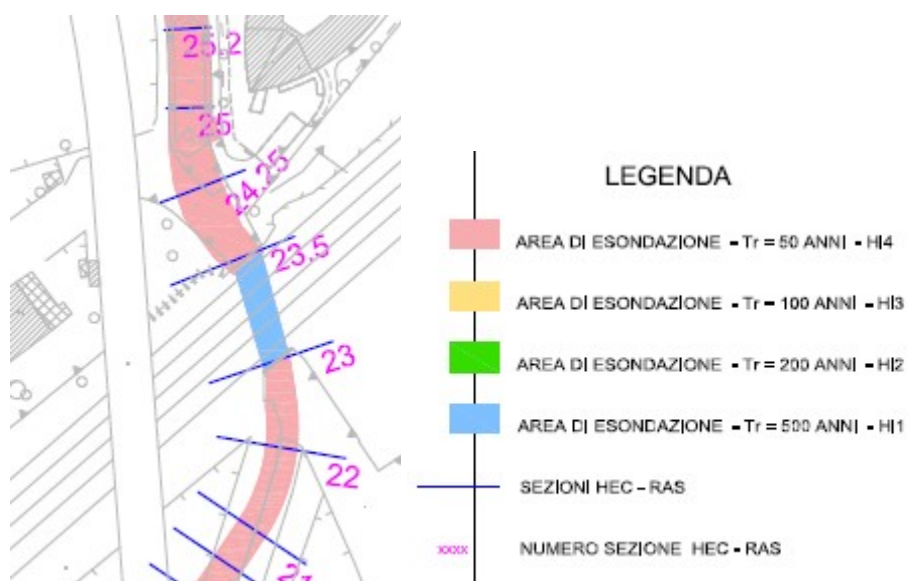 25.2
25
24.25
23.5
23
22
21
LEGENDA
AREA DI ESONDAZIONE - Tr = 50 ANNI - HI4
AREA DI ESONDAZIONE - Tr = 100 ANNI - HI3
AREA DI ESONDAZIONE - Tr = 200 ANNI - HI2
AREA DI ESONDAZIONE - Tr = 500 ANNI - HI1
SEZIONI HEC - RAS
xxxx NUMERO SEZIONE HEC - RAS